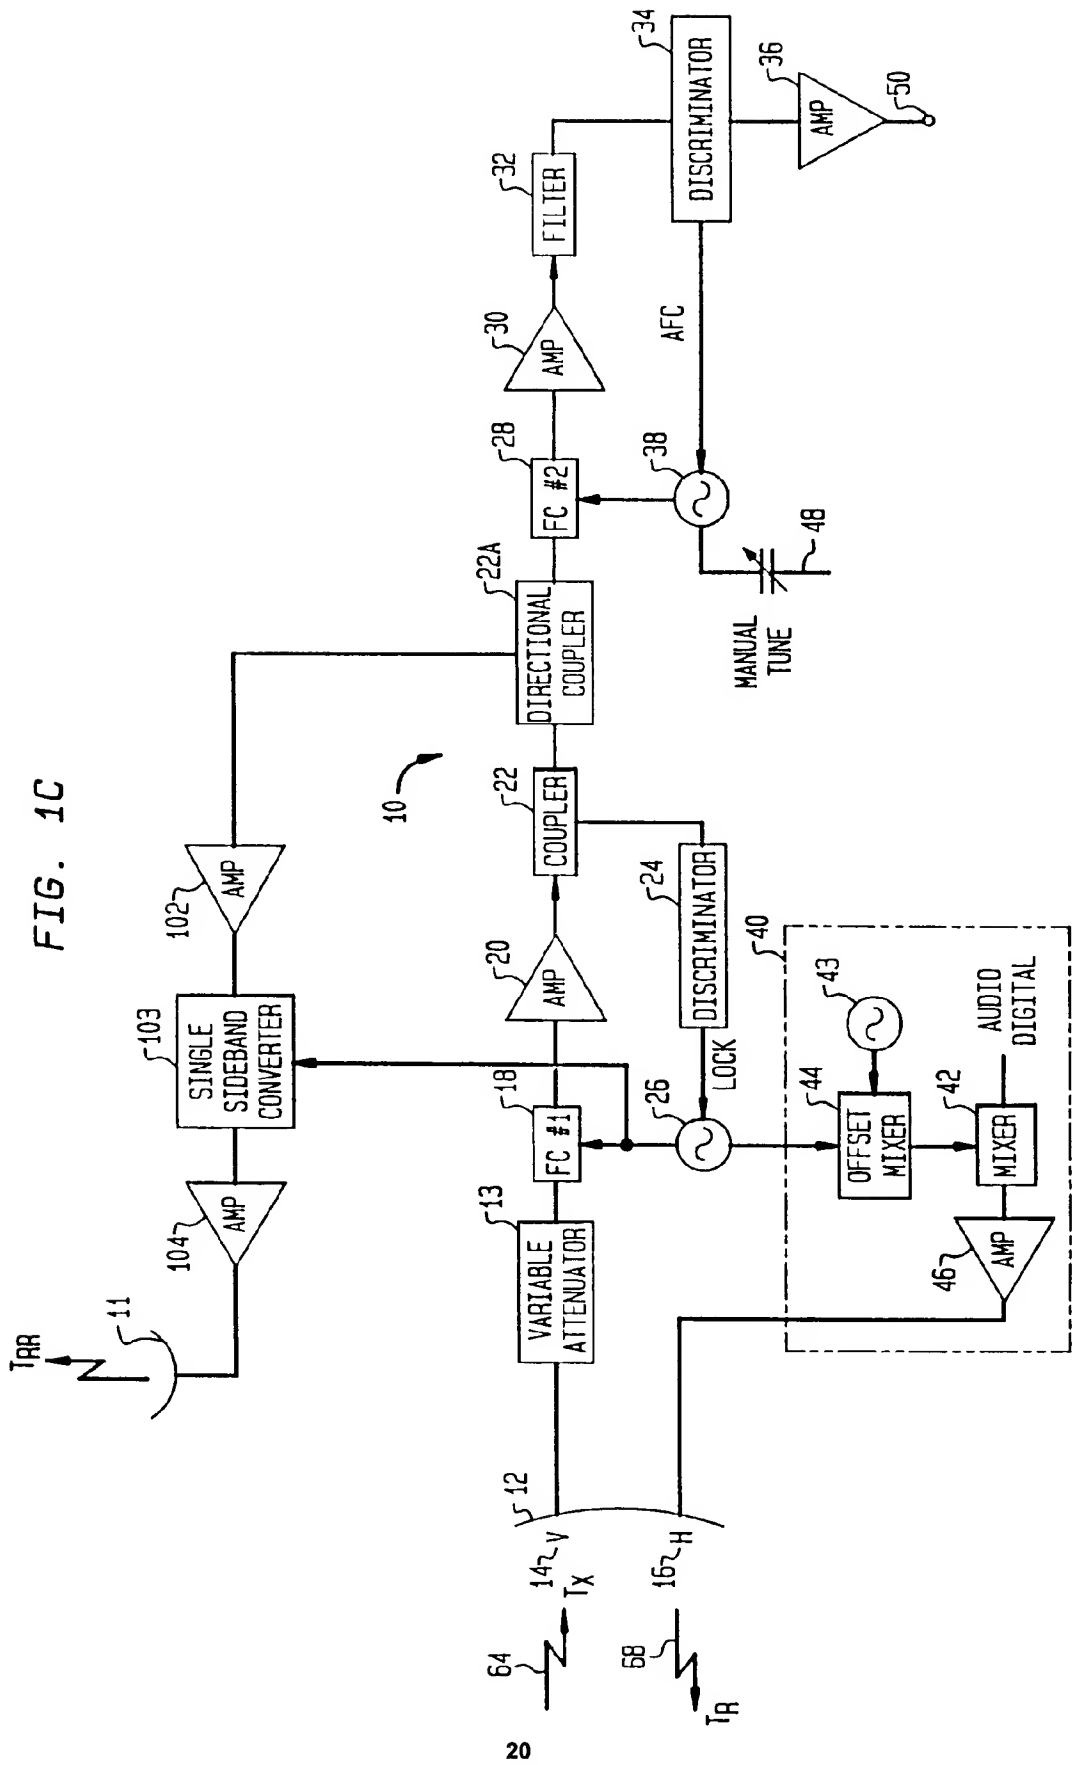 FIG. 1C
TRR
11
104
AMP
103
SINGLE
SIDEBAND
CONVERTER
102
AMP
10
64
TX
14
V
12
13
VARIABLE
ATTENUATOR
18
FC #1
20
AMP
22
COUPLER
22A
DIRECTIONAL
COUPLER
28
FC #2
30
AMP
32
FILTER
34
DISCRIMINATOR
36
AMP
50
AFC
38
MANUAL
TUNE
48
24
DISCRIMINATOR
LOCK
26
68
TR
16
H
40
43
44
OFFSET
MIXER
42
MIXER
AUDIO
DIGITAL
46
AMP
20